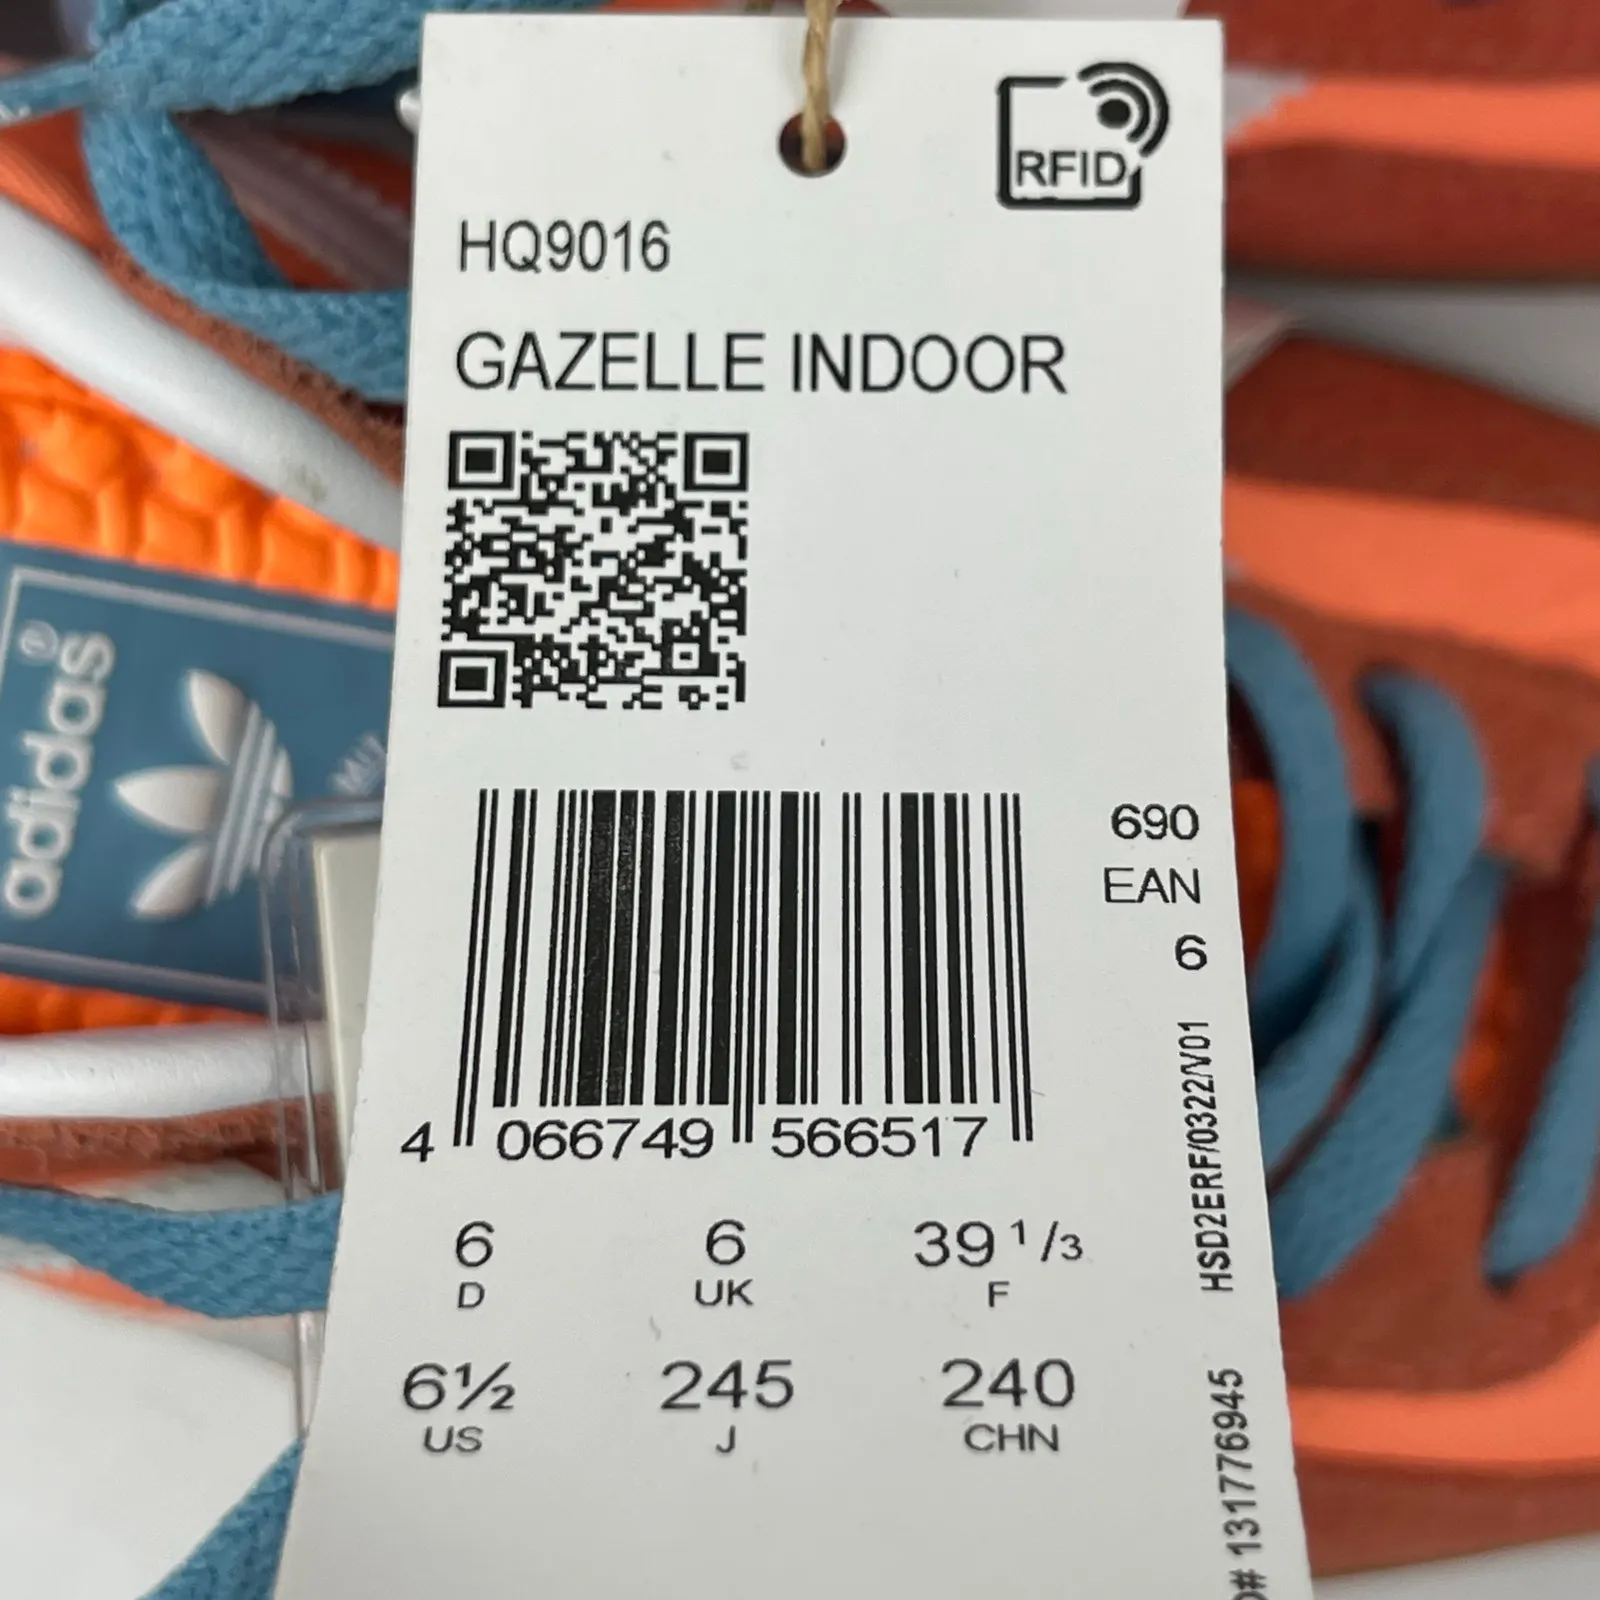 RFID
HQ9016
GAZELLE INDOOR
690
EAN
6
4 066749 566517
6 6 39 1/3
D UK F
6½ 245 240
US J CHN
HSD2ERF/0322/V01
# 13176945
adidas®